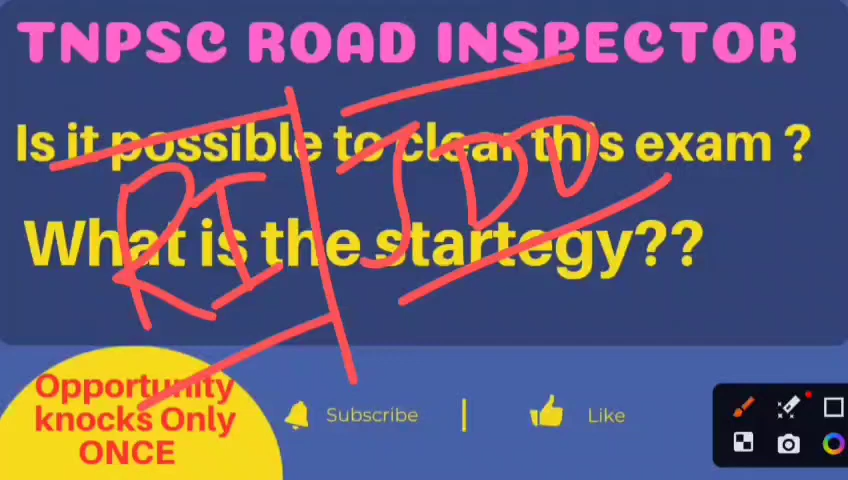 TNPSC ROAD INSPECTOR
Is it possible to clear this exam ?
RI JDO
What is the startegy??
Opportunity
knocks Only
ONCE
Subscribe | Like